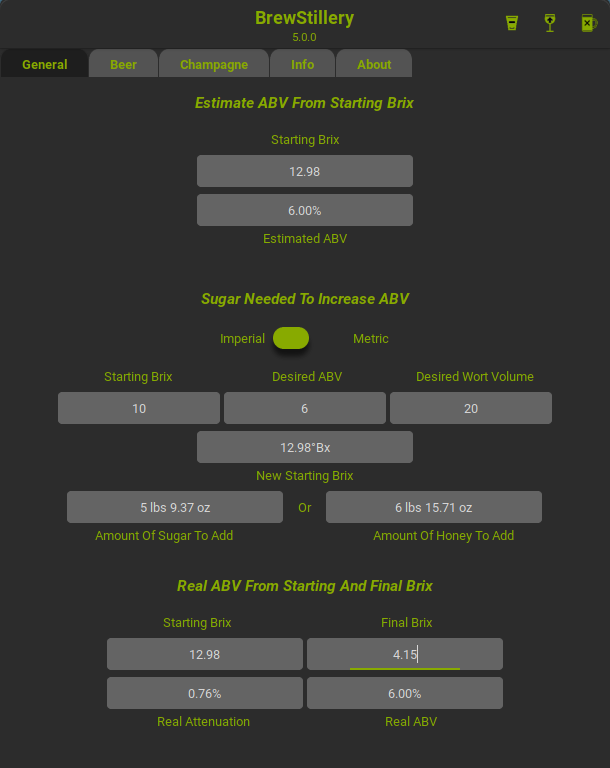 BrewStillery
5.0.0
General Beer Champagne Info About
Estimate ABV From Starting Brix
Starting Brix
12.98
6.00%
Estimated ABV
Sugar Needed To Increase ABV
Imperial Metric
Starting Brix Desired ABV Desired Wort Volume
10 6 20
12.98°Bx
New Starting Brix
5 lbs 9.37 oz Or 6 lbs 15.71 oz
Amount Of Sugar To Add Amount Of Honey To Add
Real ABV From Starting And Final Brix
Starting Brix Final Brix
12.98 4.15
0.76% 6.00%
Real Attenuation Real ABV